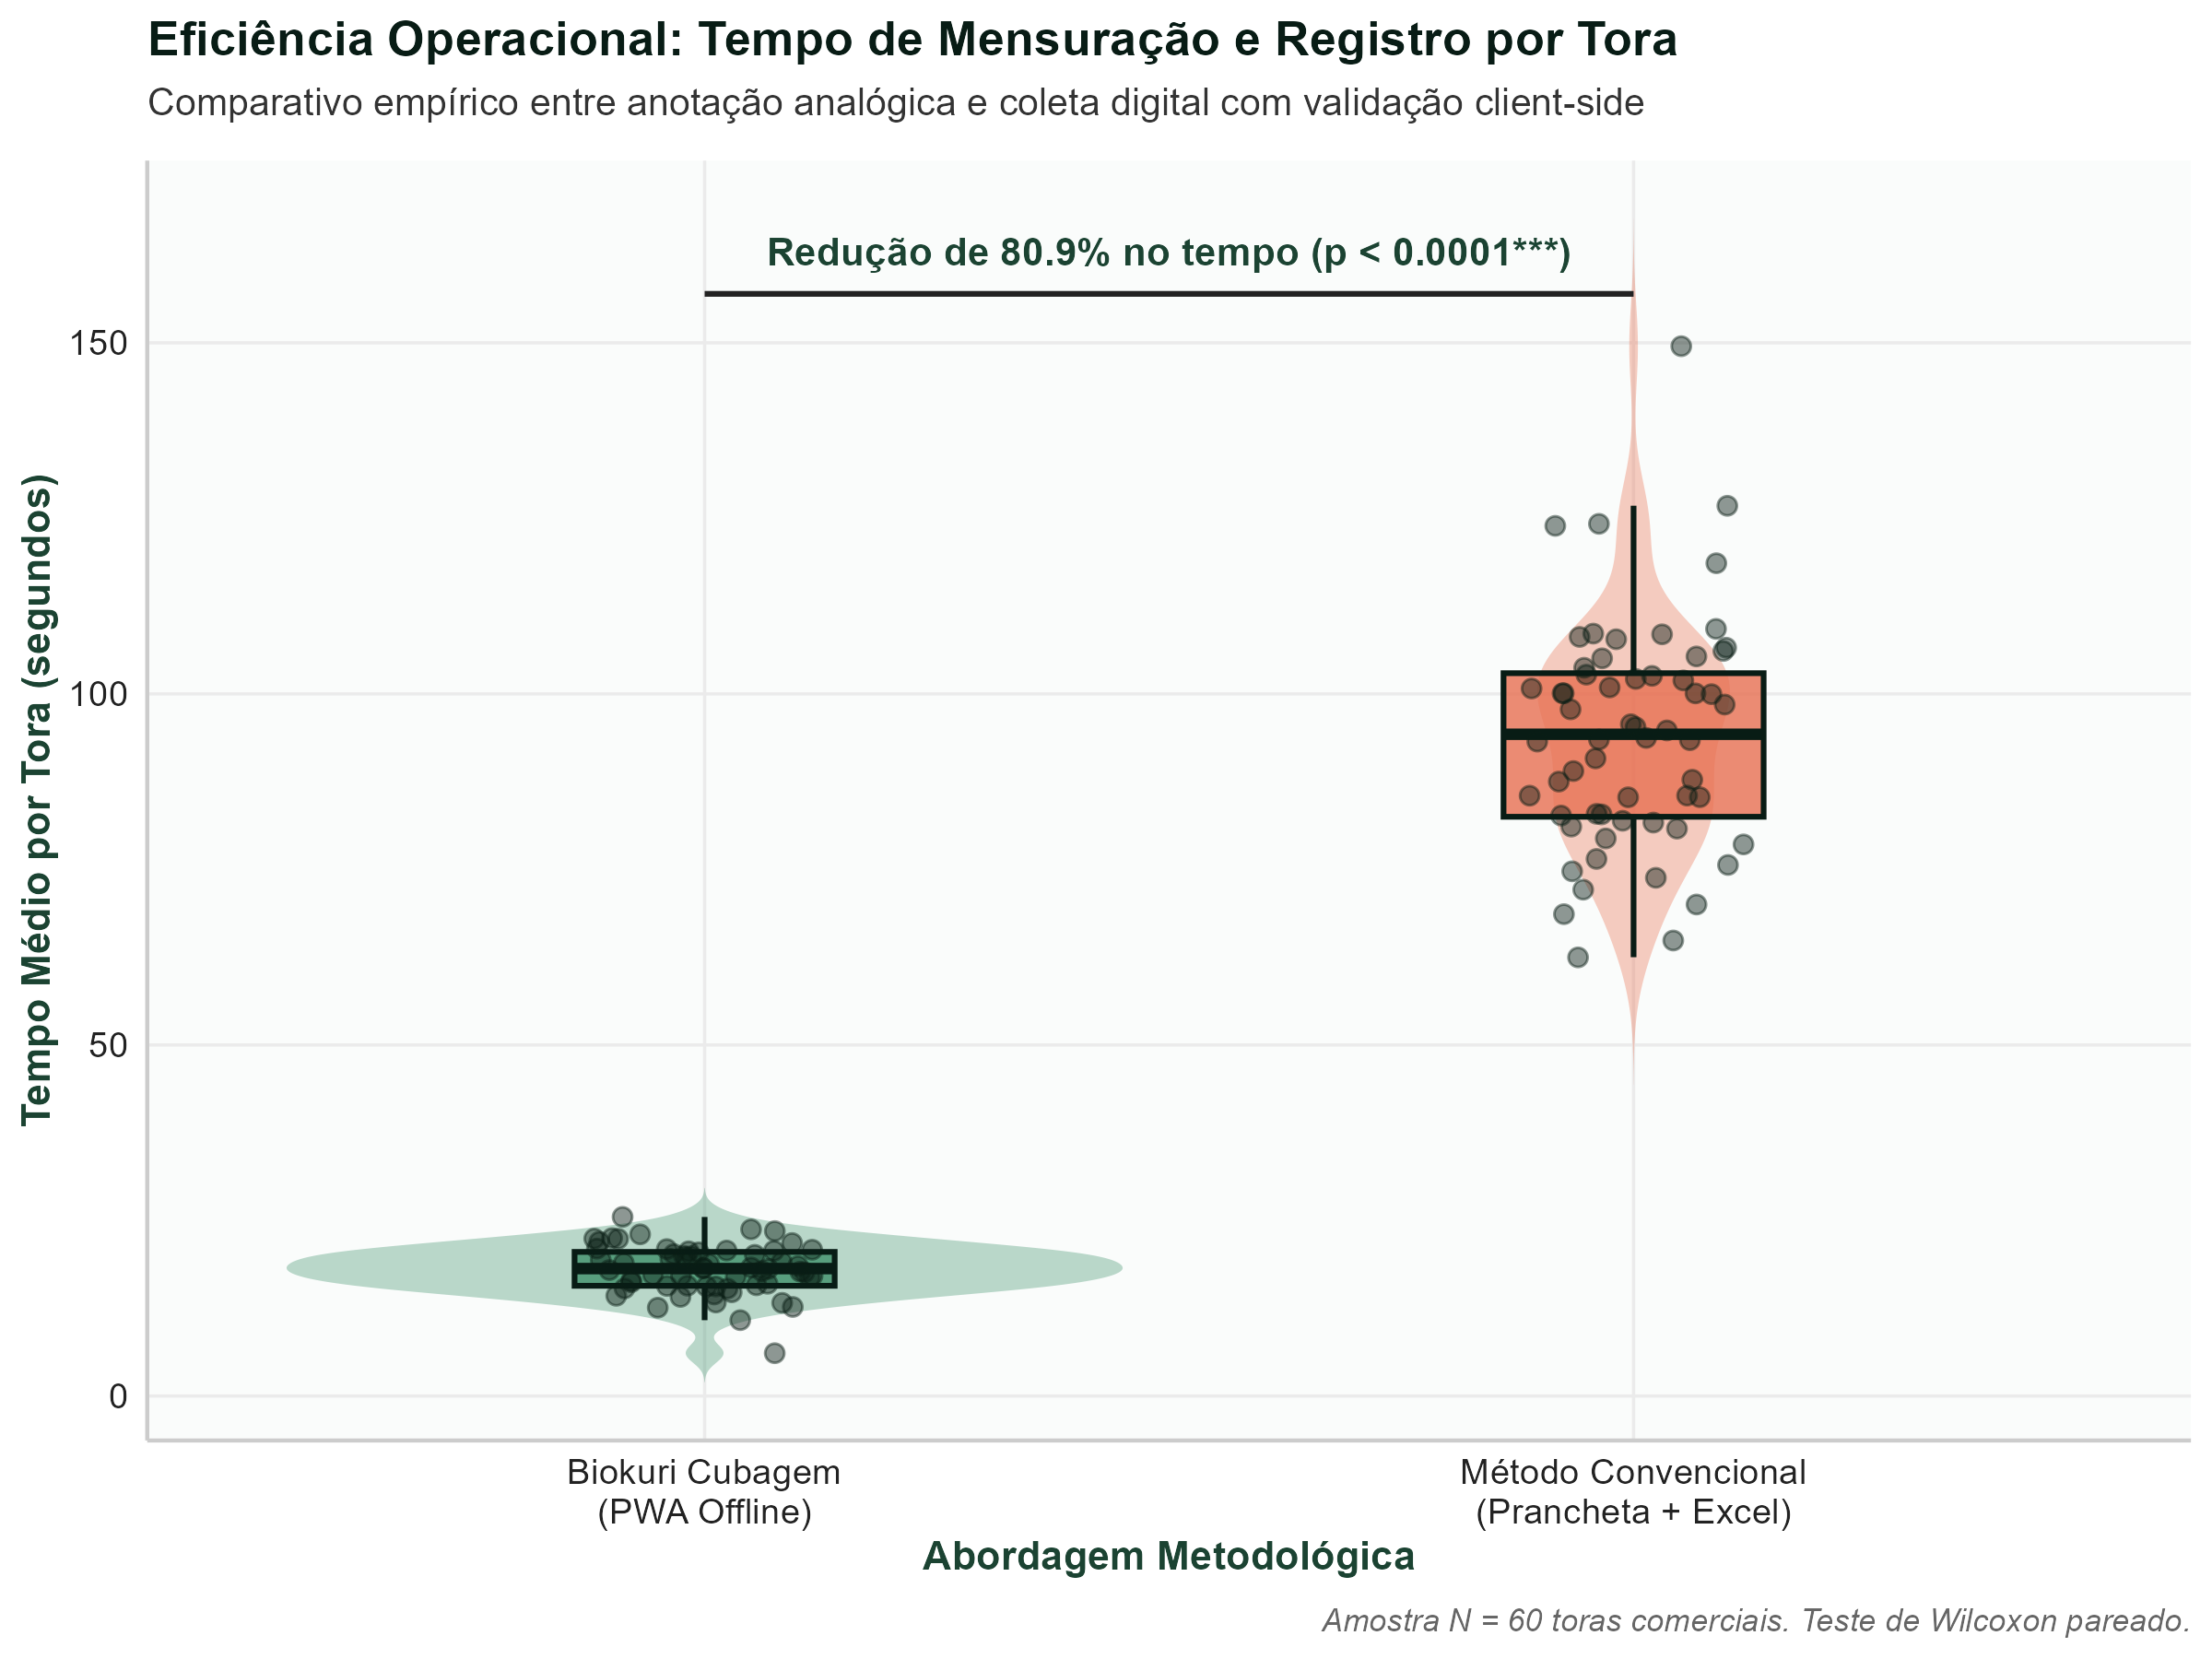 Eficiência Operacional: Tempo de Mensuração e Registro por Tora
Comparativo empírico entre anotação analógica e coleta digital com validação client-side
Redução de 80.9% no tempo (p < 0.0001***)
Tempo Médio por Tora (segundos)
150
100
50
0
Biokuri Cubagem
(PWA Offline)
Método Convencional
(Prancheta + Excel)
Abordagem Metodológica
Amostra N = 60 toras comerciais. Teste de Wilcoxon pareado.